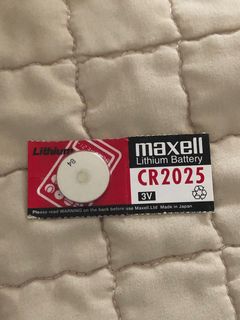 Lithium
84
maxell
Lithium Battery
CR2025
3V
Please read WARNING on the back before use Maxell.Ltd Made in Japan